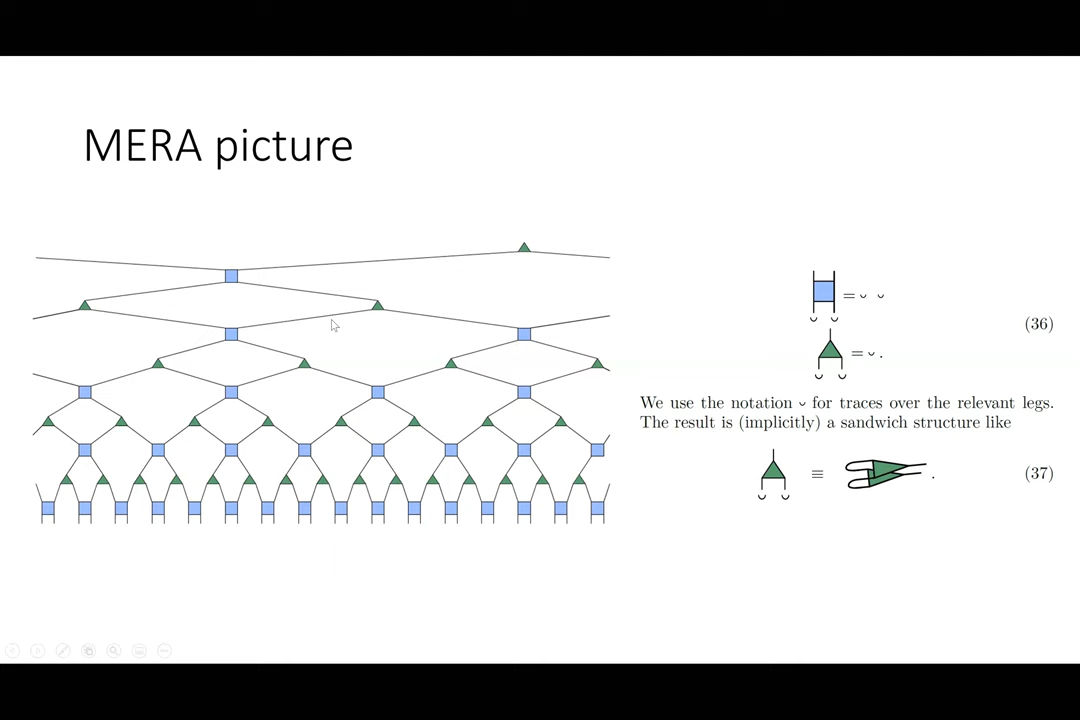 MERA picture
= ⌣ ⌣
(36)
= ⌣ .
We use the notation ⌣ for traces over the relevant legs.
The result is (implicitly) a sandwich structure like
≡ . (37)